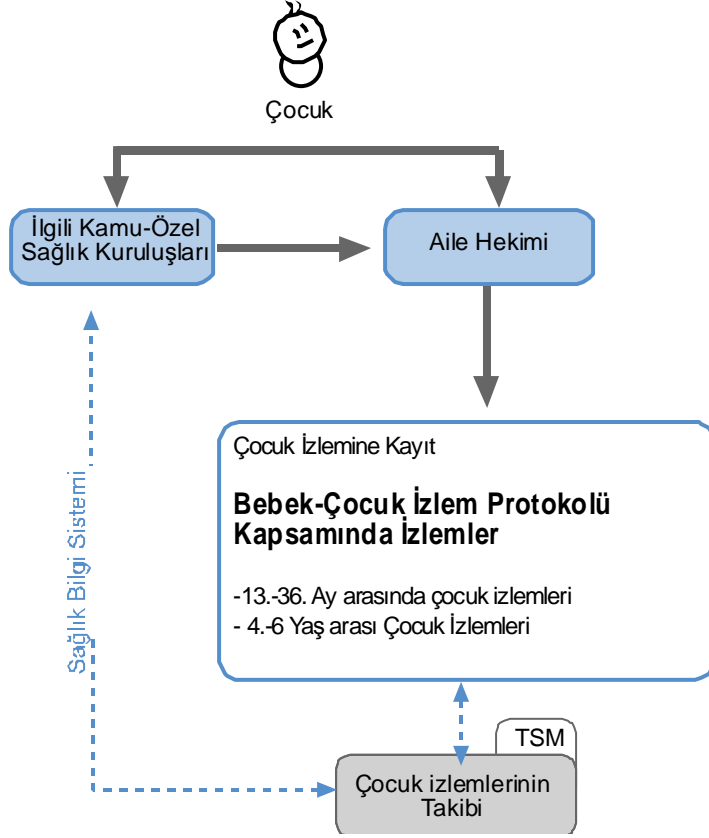 Çocuk
İlgili Kamu-Özel
Sağlık Kuruluşları
Aile Hekimi
Çocuk İzlemine Kayıt
Bebek-Çocuk İzlem Protokolü
Kapsamında İzlemler
-13.-36. Ay arasında çocuk izlemleri
- 4.-6 Yaş arası Çocuk İzlemleri
Sağlık Bilgi Sistemi
TSM
Çocuk izlemlerinin
Takibi